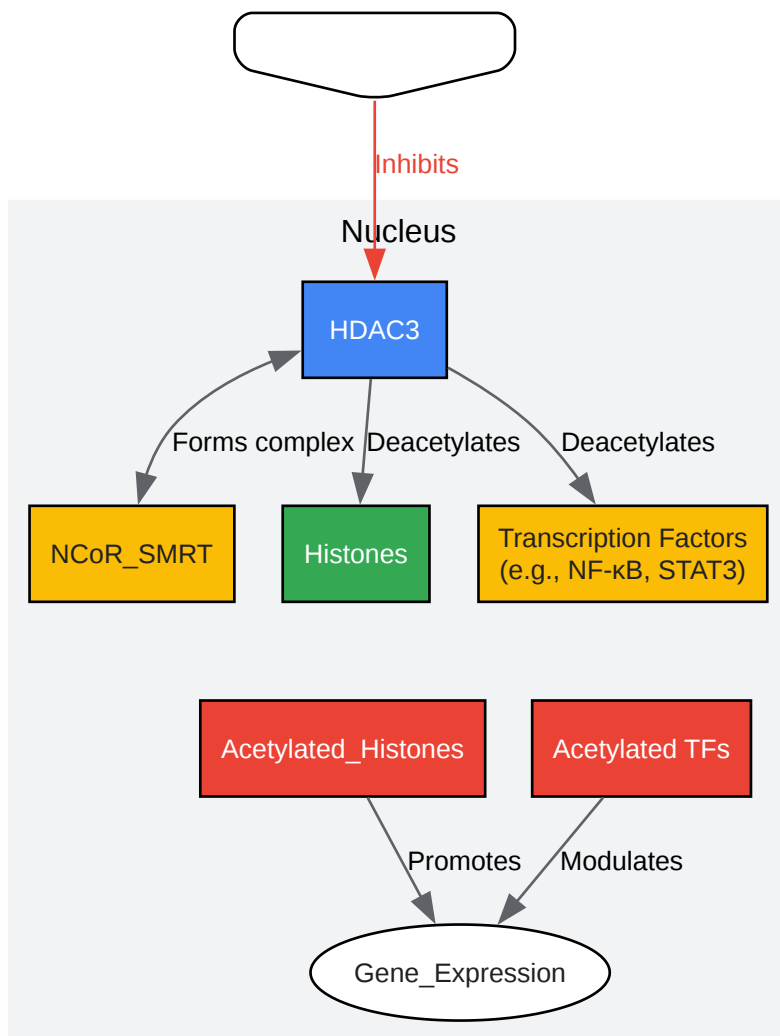 Inhibits
Nucleus
HDAC3
Forms complex
Deacetylates
Deacetylates
NCoR_SMRT
Histones
Transcription Factors
(e.g., NF-κB, STAT3)
Acetylated_Histones
Acetylated TFs
Promotes
Modulates
Gene_Expression